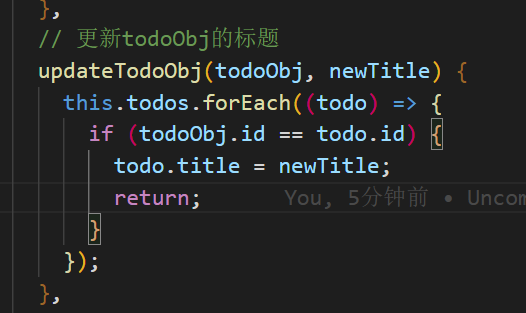 },
// 更新todoObj的标题
updateTodoObj(todoObj, newTitle) {
this.todos.forEach((todo) => {
if (todoObj.id == todo.id) {
todo.title = newTitle;
return; You, 5分钟前 • Uncom
}
});
},